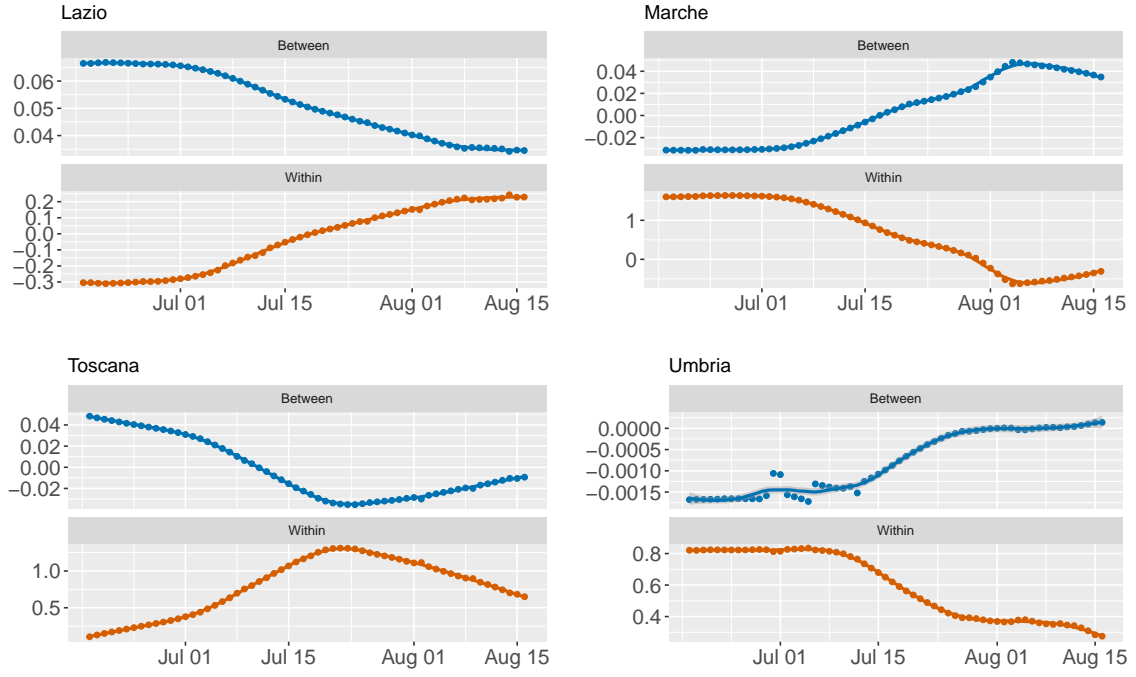 Lazio
Between
0.06
0.05
0.04
Within
0.2
0.1
0.0
−0.1
−0.2
−0.3
Jul 01 Jul 15 Aug 01 Aug 15
Marche
Between
0.04
0.02
0.00
−0.02
Within
1
0
Jul 01 Jul 15 Aug 01 Aug 15
Toscana
Between
0.04
0.02
0.00
−0.02
Within
1.0
0.5
Jul 01 Jul 15 Aug 01 Aug 15
Umbria
Between
0.0000
−0.0005
−0.0010
−0.0015
Within
0.8
0.6
0.4
Jul 01 Jul 15 Aug 01 Aug 15